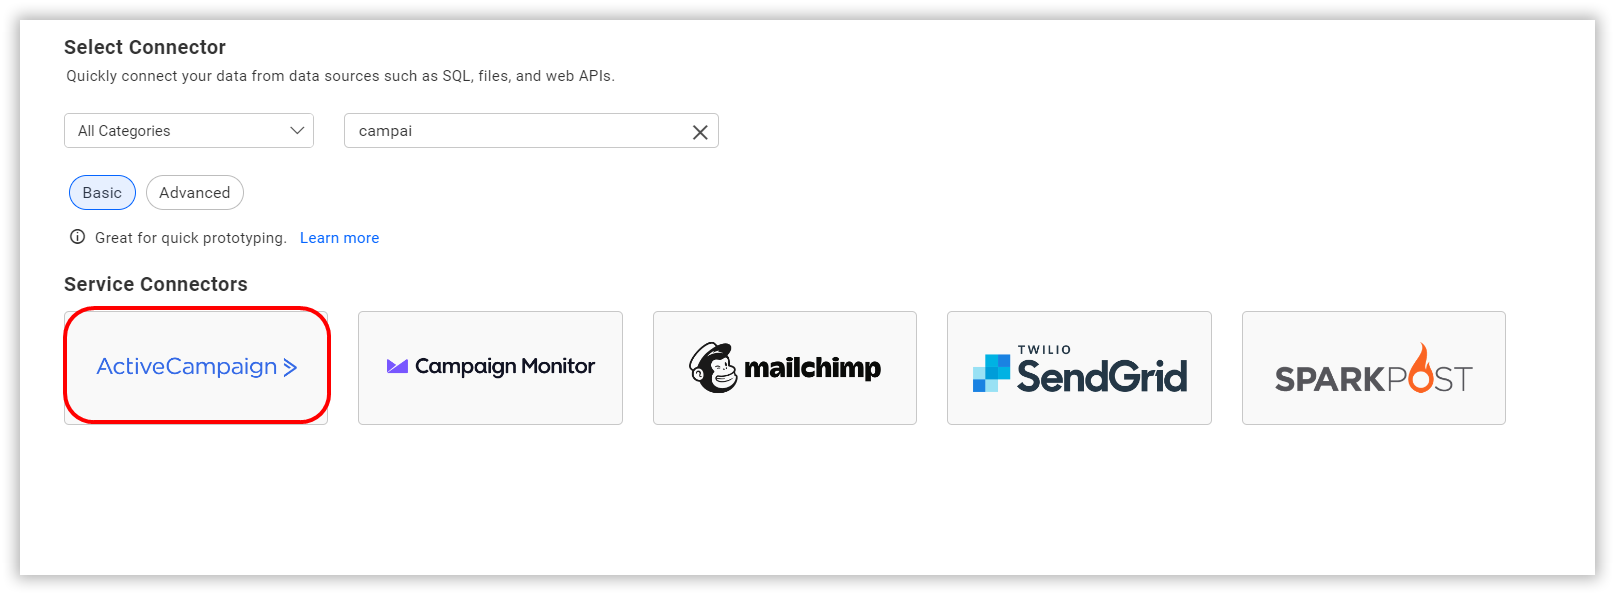 Select Connector
Quickly connect your data from data sources such as SQL, files, and web APIs.
All Categories
campai
Basic
Advanced
Great for quick prototyping. Learn more
Service Connectors
ActiveCampaign
Campaign Monitor
mailchimp
TWILIO
SendGrid
SPARKPOST